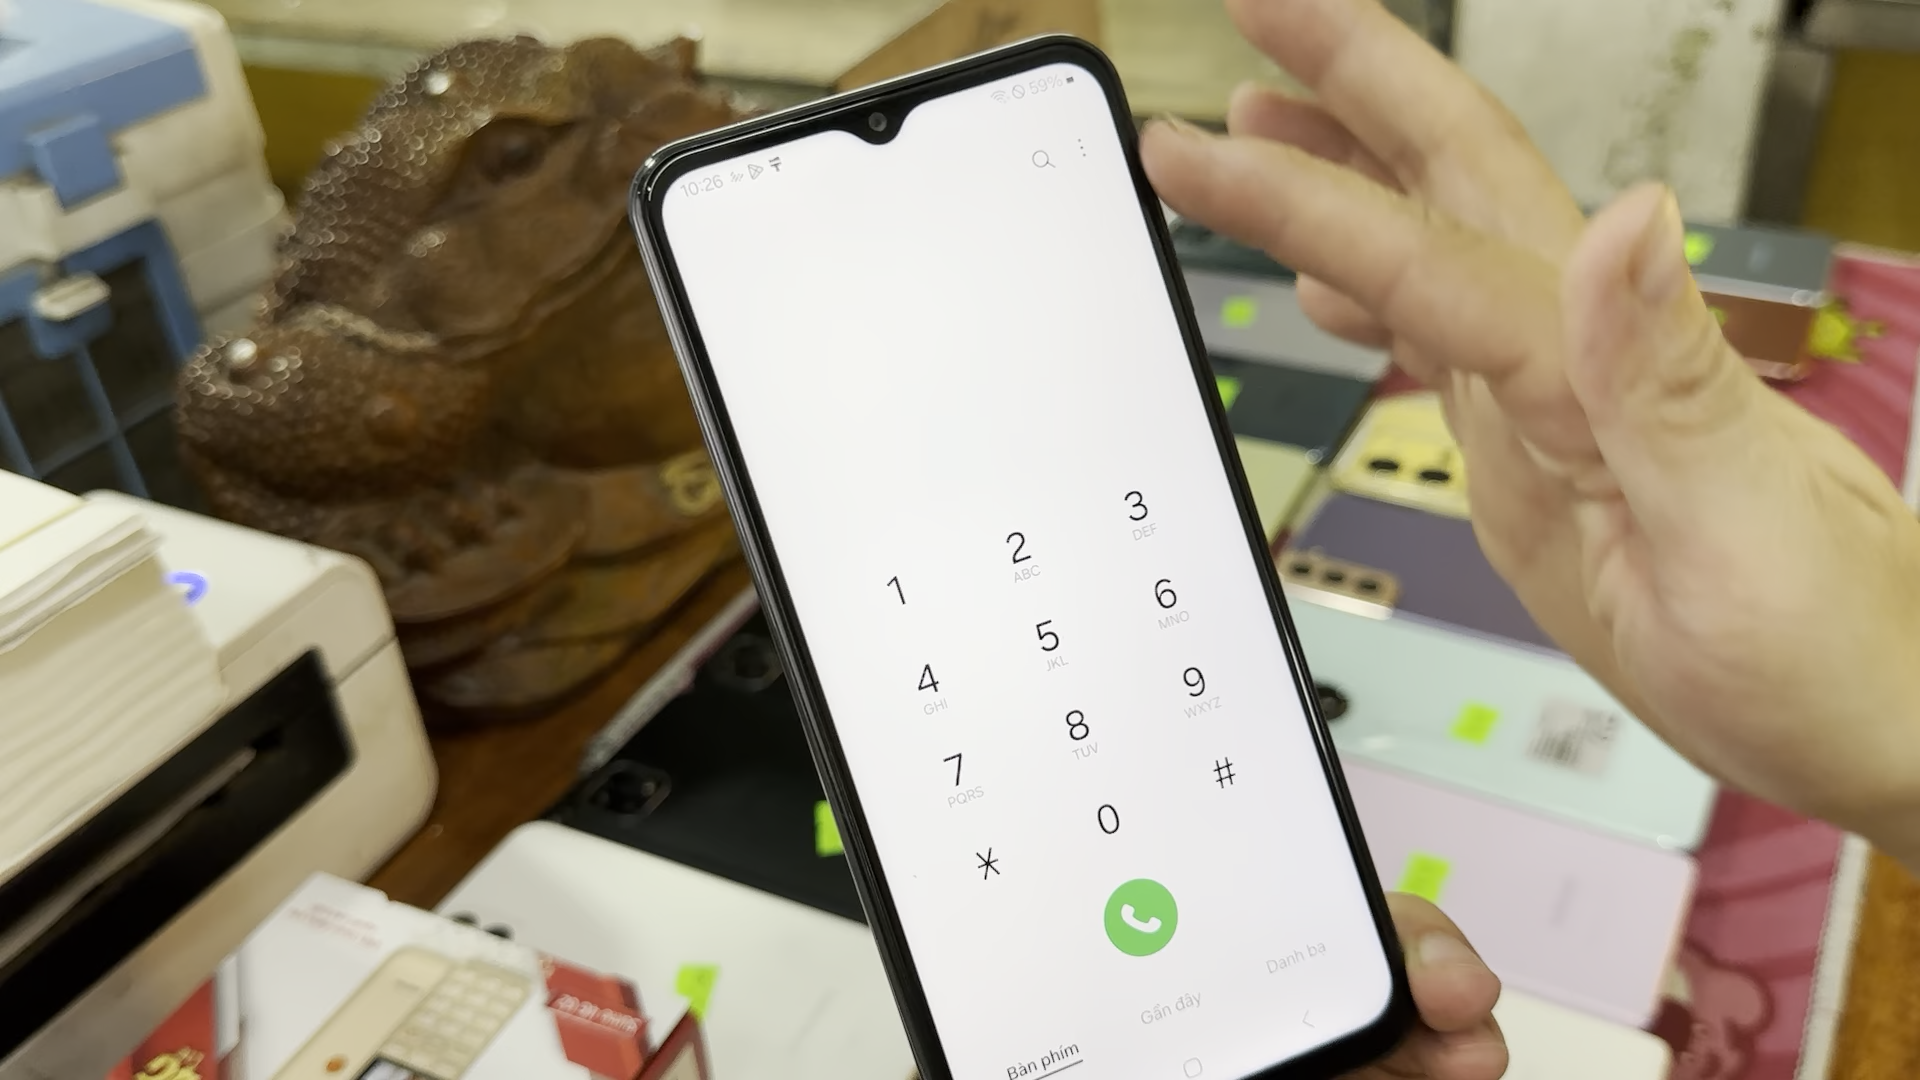 10:26
59%
1
2
ABC
3
DEF
4
GHI
5
JKL
6
MNO
7
PQRS
8
TUV
9
WXYZ
*
0
#
Bàn phím
Gần đây
Danh bạ